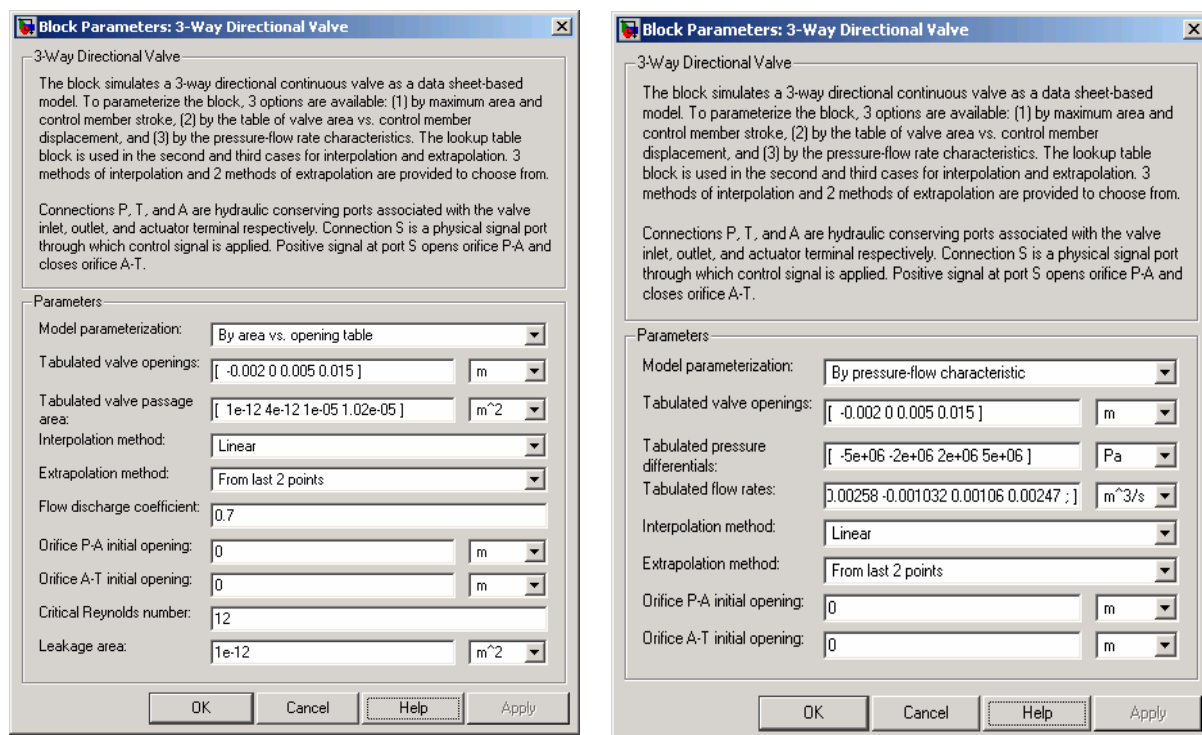 Block Parameters: 3-Way Directional Valve
3-Way Directional Valve
The block simulates a 3-way directional continuous valve as a data sheet-based
model. To parameterize the block, 3 options are available: (1) by maximum area and
control member stroke, (2) by the table of valve area vs. control member
displacement, and (3) by the pressure-flow rate characteristics. The lookup table
block is used in the second and third cases for interpolation and extrapolation. 3
methods of interpolation and 2 methods of extrapolation are provided to choose from.
Connections P, T, and A are hydraulic conserving ports associated with the valve
inlet, outlet, and actuator terminal respectively. Connection S is a physical signal port
through which control signal is applied. Positive signal at port S opens orifice P-A and
closes orifice A-T.
Parameters
Model parameterization: By area vs. opening table
Tabulated valve openings: [ -0.002 0 0.005 0.015 ] m
Tabulated valve passage
area: [ 1e-12 4e-12 1e-05 1.02e-05 ] m^2
Interpolation method: Linear
Extrapolation method: From last 2 points
Flow discharge coefficient: 0.7
Orifice P-A initial opening: 0 m
Orifice A-T initial opening: 0 m
Critical Reynolds number: 12
Leakage area: 1e-12 m^2
OK Cancel Help Apply
Block Parameters: 3-Way Directional Valve
3-Way Directional Valve
The block simulates a 3-way directional continuous valve as a data sheet-based
model. To parameterize the block, 3 options are available: (1) by maximum area and
control member stroke, (2) by the table of valve area vs. control member
displacement, and (3) by the pressure-flow rate characteristics. The lookup table
block is used in the second and third cases for interpolation and extrapolation. 3
methods of interpolation and 2 methods of extrapolation are provided to choose from.
Connections P, T, and A are hydraulic conserving ports associated with the valve
inlet, outlet, and actuator terminal respectively. Connection S is a physical signal port
through which control signal is applied. Positive signal at port S opens orifice P-A and
closes orifice A-T.
Parameters
Model parameterization: By pressure-flow characteristic
Tabulated valve openings: [ -0.002 0 0.005 0.015 ] m
Tabulated pressure
differentials: [ -5e+06 -2e+06 2e+06 5e+06 ] Pa
Tabulated flow rates: 0.00258 -0.001032 0.00106 0.00247 ; ] m^3/s
Interpolation method: Linear
Extrapolation method: From last 2 points
Orifice P-A initial opening: 0 m
Orifice A-T initial opening: 0 m
OK Cancel Help Apply